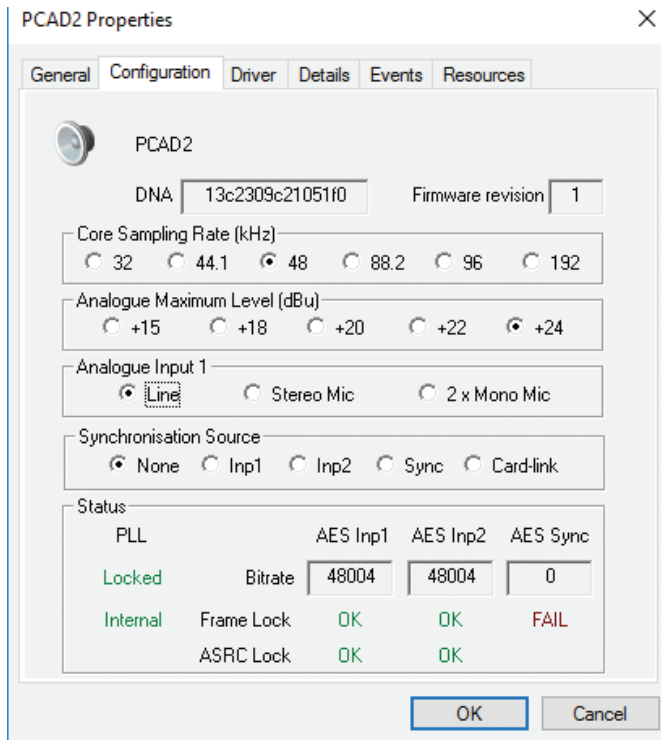 PCAD2 Properties
General Configuration Driver Details Events Resources
PCAD2
DNA 13c2309c21051f0 Firmware revision 1
Core Sampling Rate (kHz)
32 44.1 48 88.2 96 192
Analogue Maximum Level (dBu)
+15 +18 +20 +22 +24
Analogue Input 1
Line Stereo Mic 2 x Mono Mic
Synchronisation Source
None Inp1 Inp2 Sync Card-link
Status
PLL AES Inp1 AES Inp2 AES Sync
Locked Bitrate 48004 48004 0
Internal Frame Lock OK OK FAIL
ASRC Lock OK OK
OK Cancel